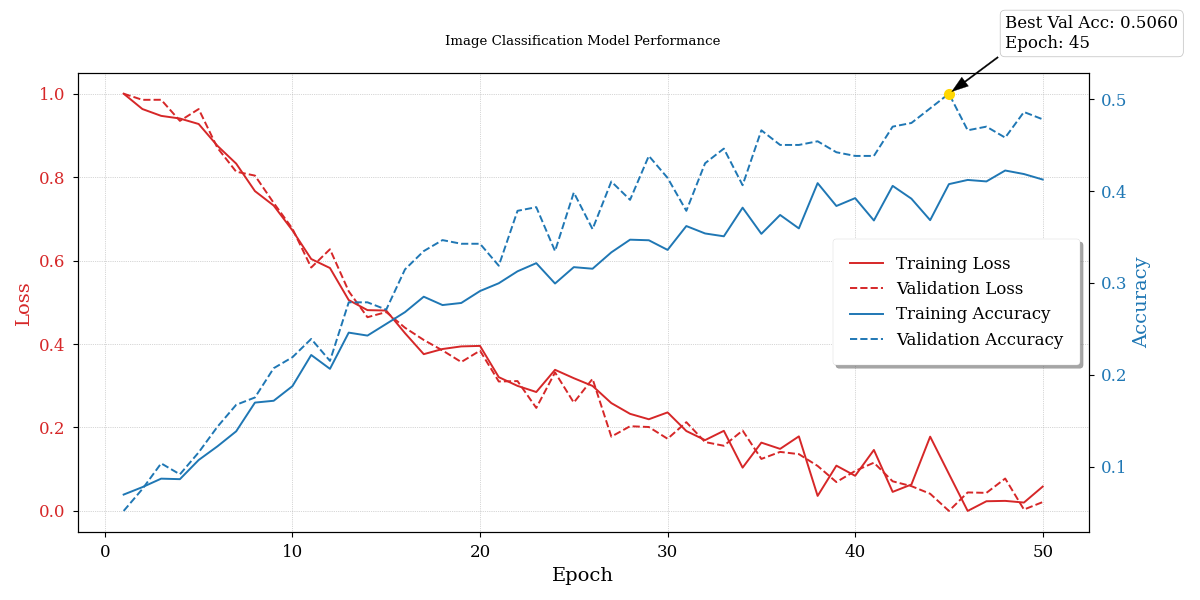 Best Val Acc: 0.5060
Epoch: 45
Image Classification Model Performance
1.0
0.8
0.6
0.4
0.2
0.0
Loss
0.5
0.4
0.3
0.2
0.1
Accuracy
Training Loss
Validation Loss
Training Accuracy
Validation Accuracy
0 10 20 30 40 50
Epoch